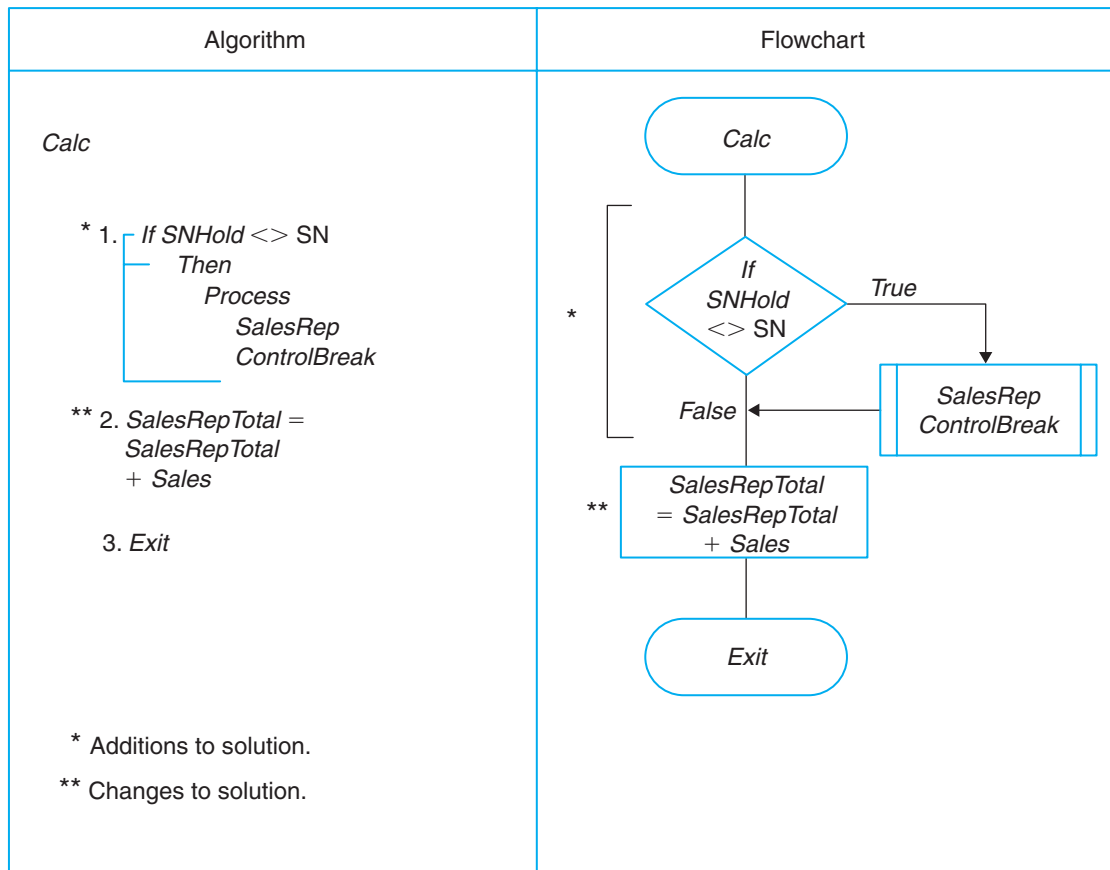 Algorithm
Flowchart
Calc
* 1. If SNHold <> SN
Then
Process
SalesRep
ControlBreak
** 2. SalesRepTotal =
SalesRepTotal
+ Sales
3. Exit
* Additions to solution.
** Changes to solution.
Calc
*
If
SNHold
<> SN
True
SalesRep
ControlBreak
False
**
SalesRepTotal
= SalesRepTotal
+ Sales
Exit